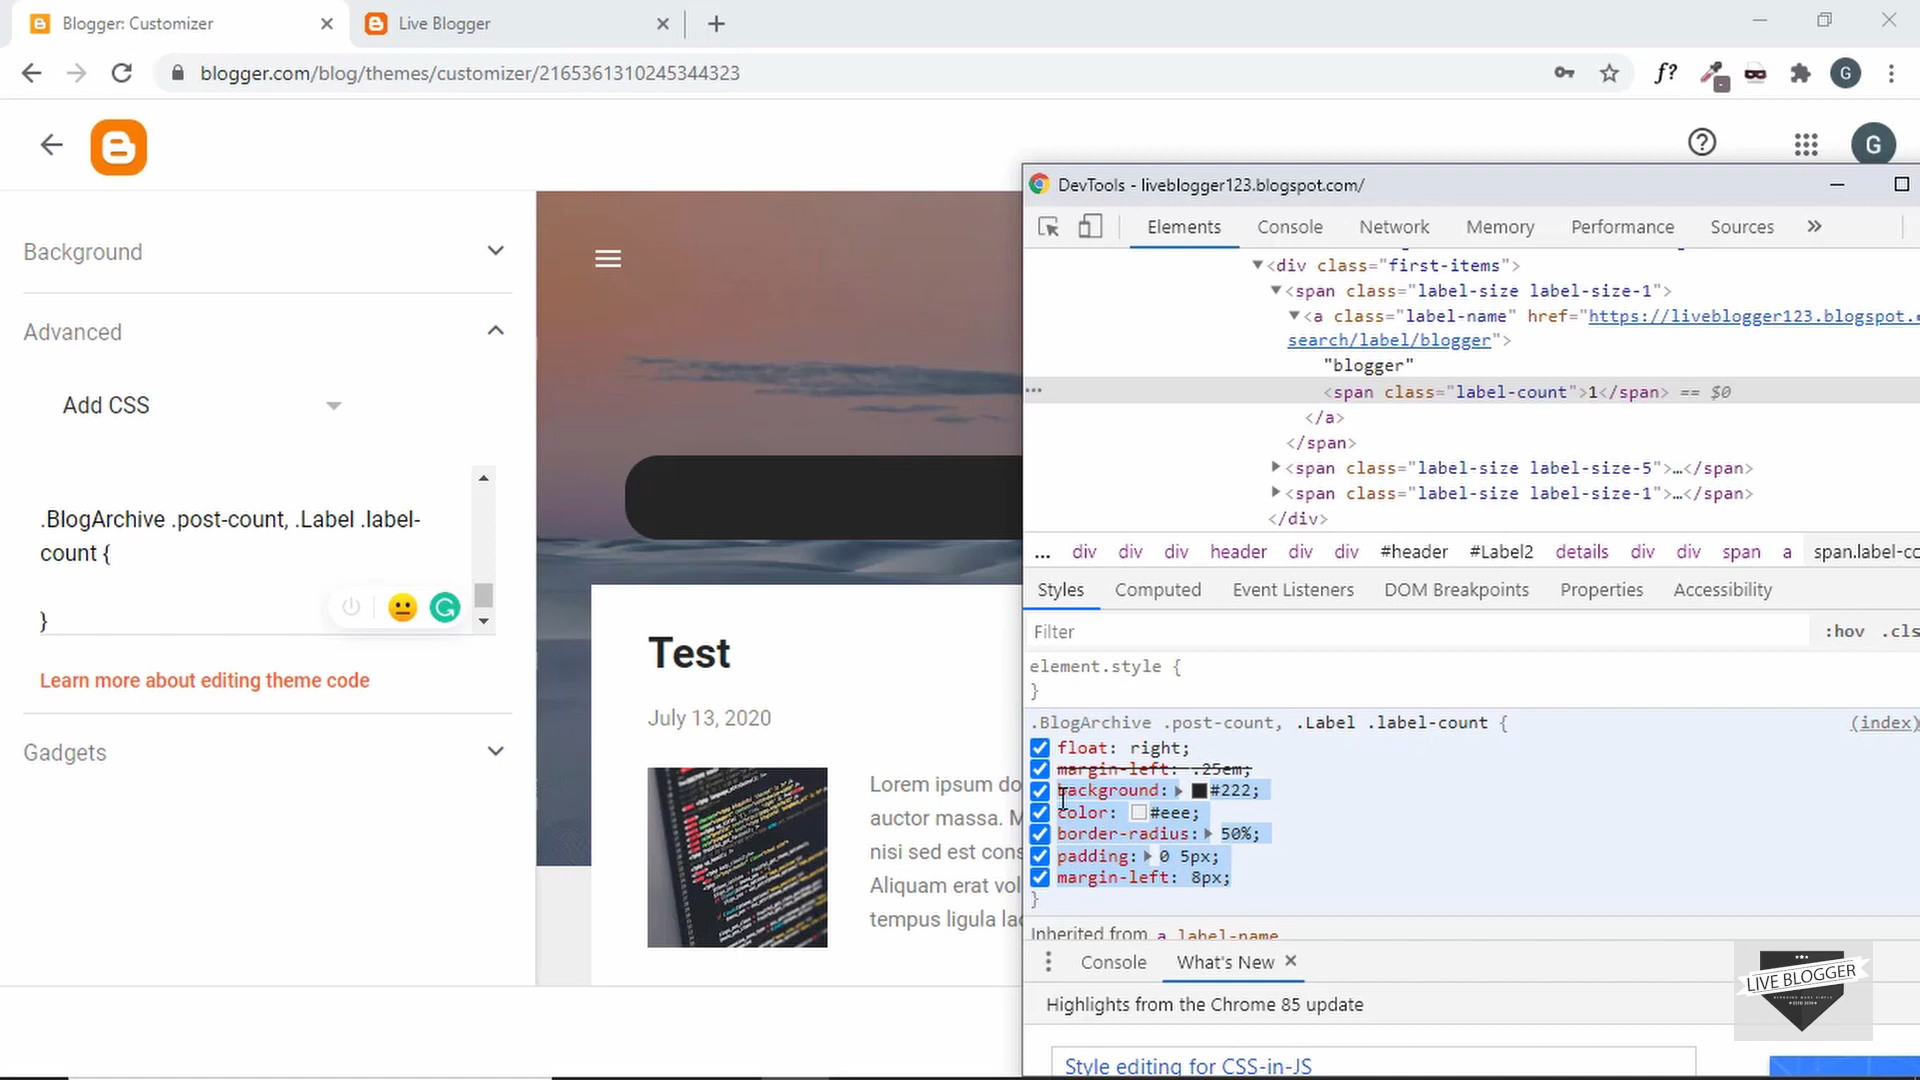 Blogger: Customizer
Live Blogger
blogger.com/blog/themes/customizer/2165361310245344323
f?
G
G
Background
Advanced
Add CSS
.BlogArchive .post-count, .Label .label-
count {
}
Learn more about editing theme code
Gadgets
Test
July 13, 2020
Lorem ipsum do
auctor massa. M
nisi sed est cons
Aliquam erat vol
tempus ligula lac
DevTools - liveblogger123.blogspot.com/
Elements Console Network Memory Performance Sources »
<div class="first-items">
<span class="label-size label-size-1">
<a class="label-name" href="https://liveblogger123.blogspot.
search/label/blogger">
"blogger"
<span class="label-count">1</span> == $0
</a>
</span>
<span class="label-size label-size-5">…</span>
<span class="label-size label-size-1">…</span>
</div>
... div div div header div div #header #Label2 details div div span a span.label-co
Styles Computed Event Listeners DOM Breakpoints Properties Accessibility
Filter :hov .cls
element.style {
}
.BlogArchive .post-count, .Label .label-count { (index)
float: right;
margin-left: .25em;
background: #222;
color: #eee;
border-radius: 50%;
padding: 0 5px;
margin-left: 8px;
}
Inherited from a.label-name
Console What's New
Highlights from the Chrome 85 update
Style editing for CSS-in-JS
LIVE BLOGGER